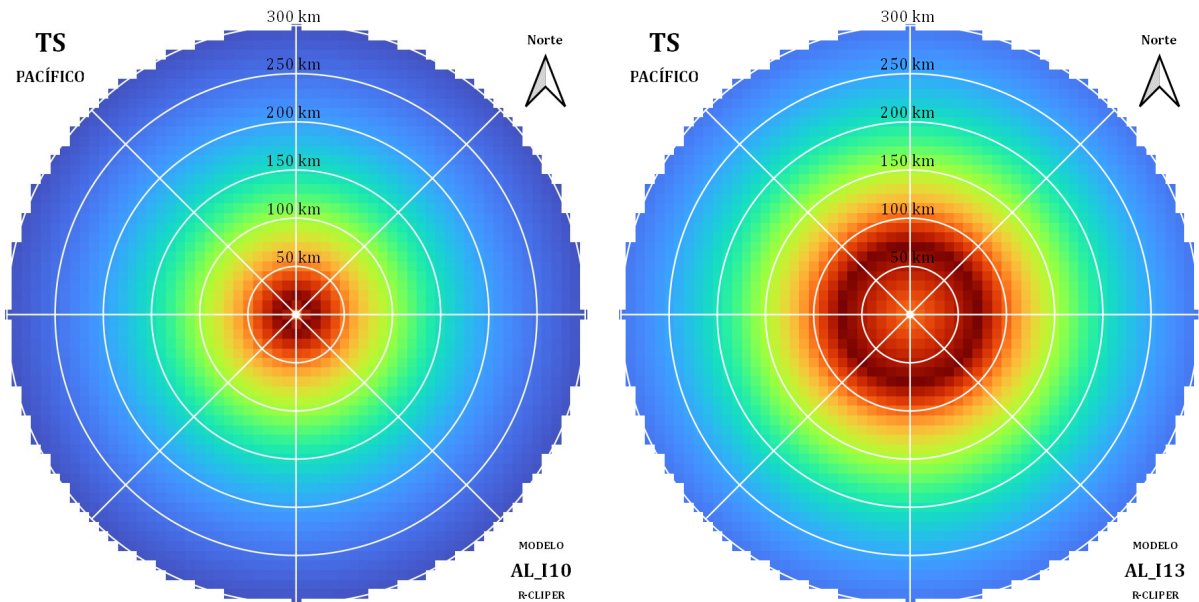 TS
PACÍFICO
Norte
300 km
250 km
200 km
150 km
100 km
50 km
MODELO
AL_I10
R-CLIPER
TS
PACÍFICO
Norte
300 km
250 km
200 km
150 km
100 km
50 km
MODELO
AL_I13
R-CLIPER